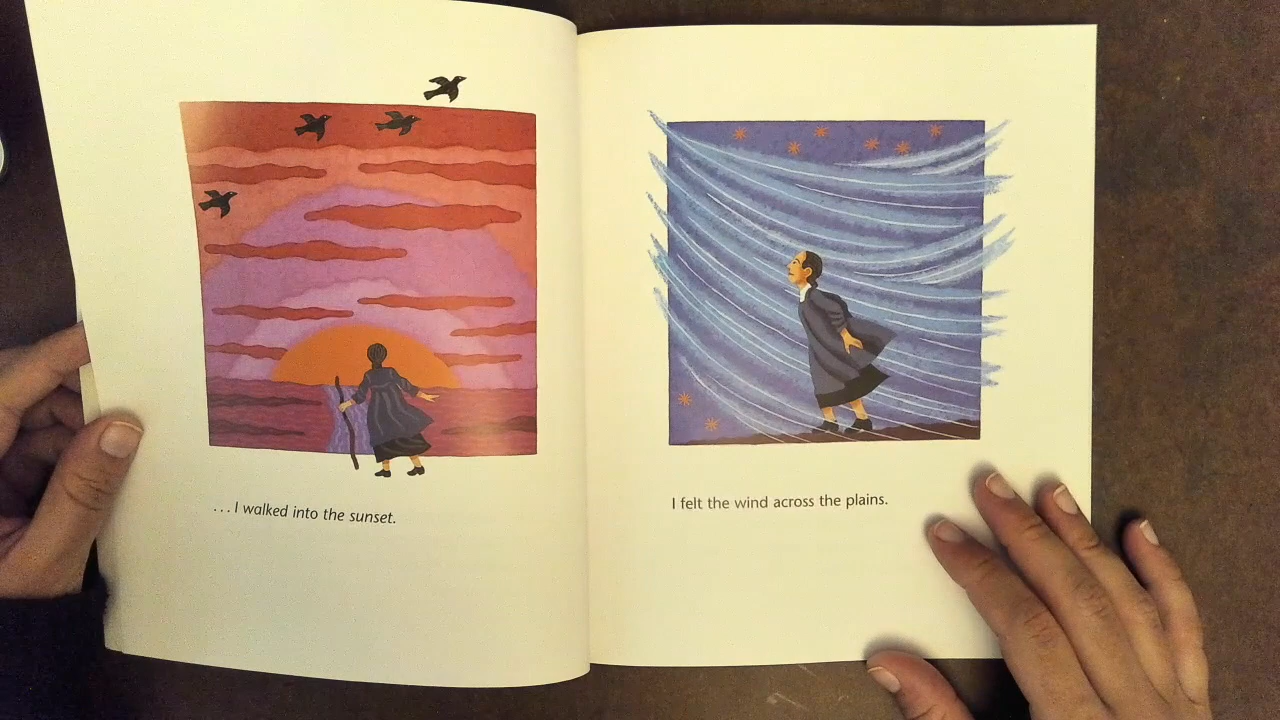 ...I walked into the sunset.
I felt the wind across the plains.